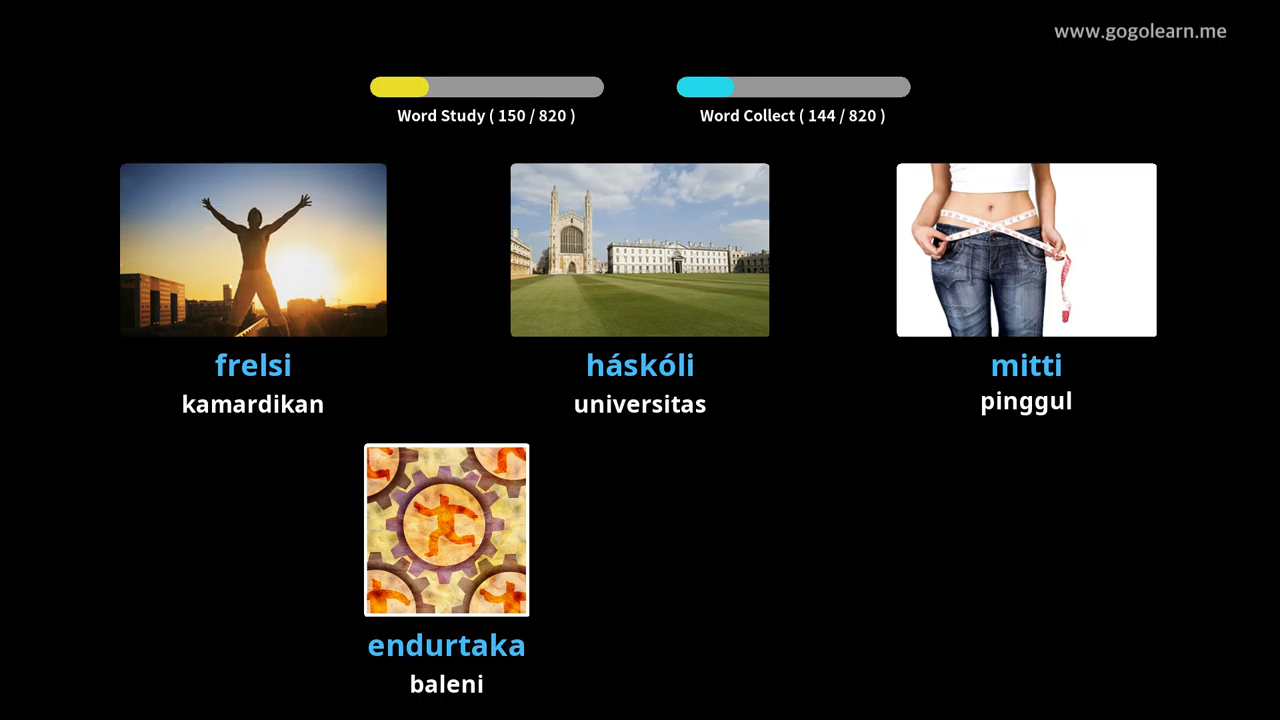 www.gogolearn.me
Word Study ( 150 / 820 )
Word Collect ( 144 / 820 )
frelsi
kamardikan
háskóli
universitas
mitti
pinggul
endurtaka
baleni